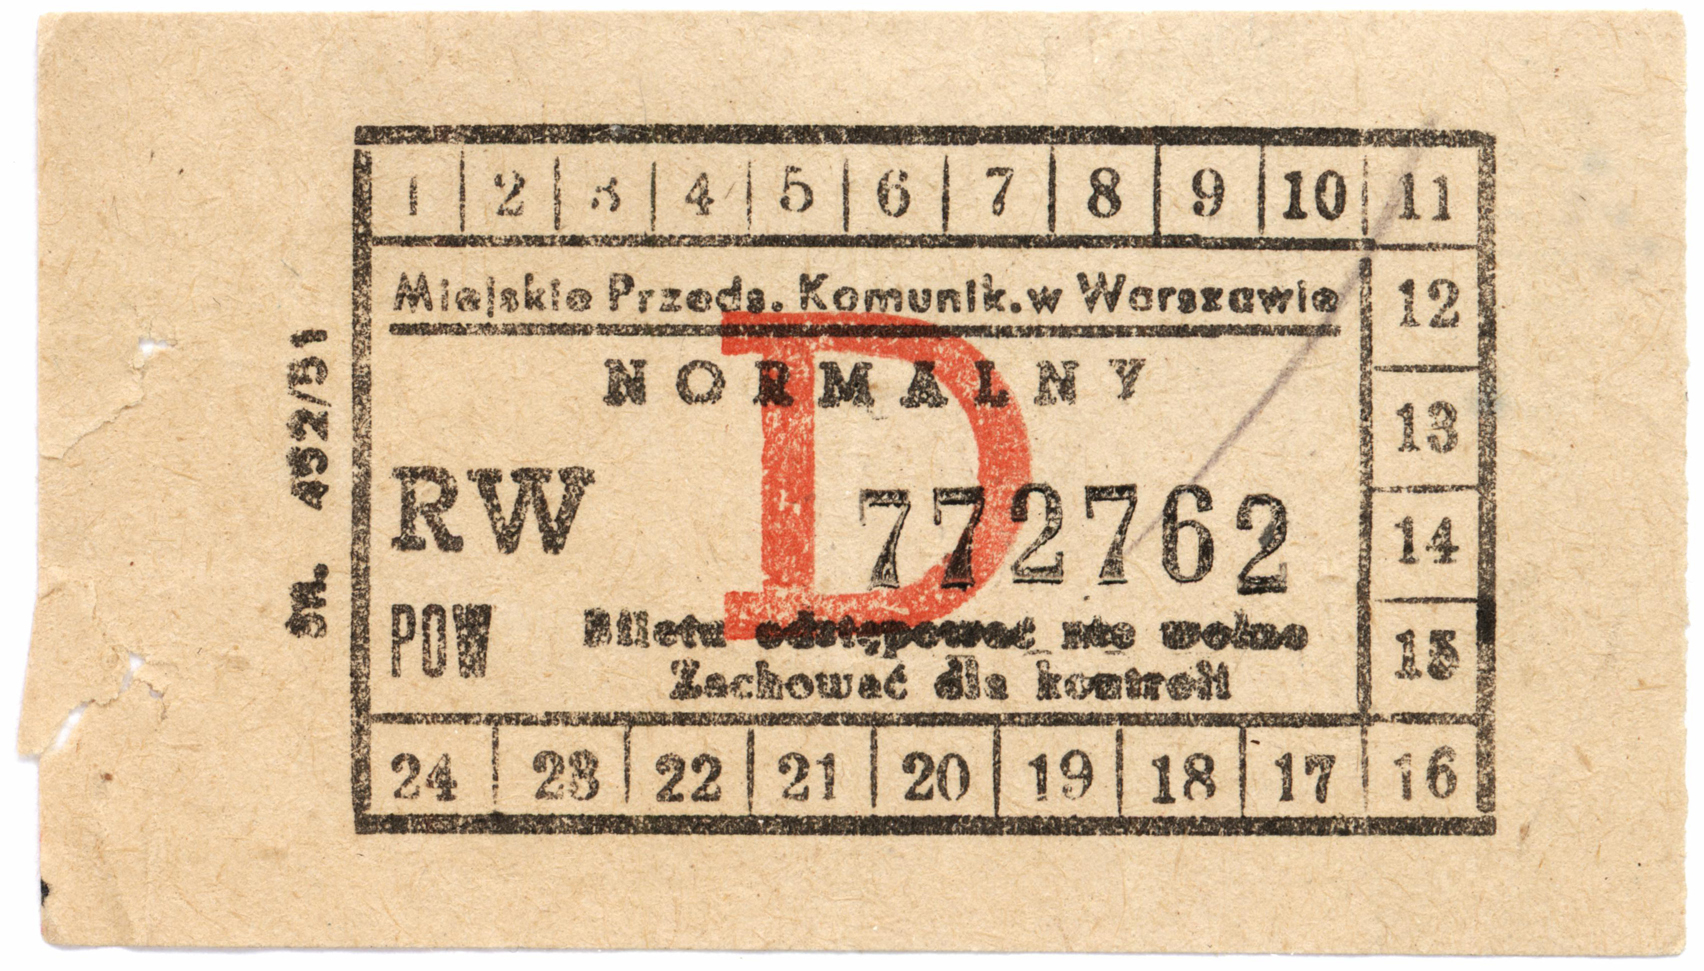 1 2 3 4 5 6 7 8 9 10 11
Miejskie Przeds. Komunik. w Warszawie
12
NORMALNY
D
13
RW 772762
14
POW Biletu odstępować nie wolno
15
Zachować dla kontroli
24 23 22 21 20 19 18 17 16
452/51